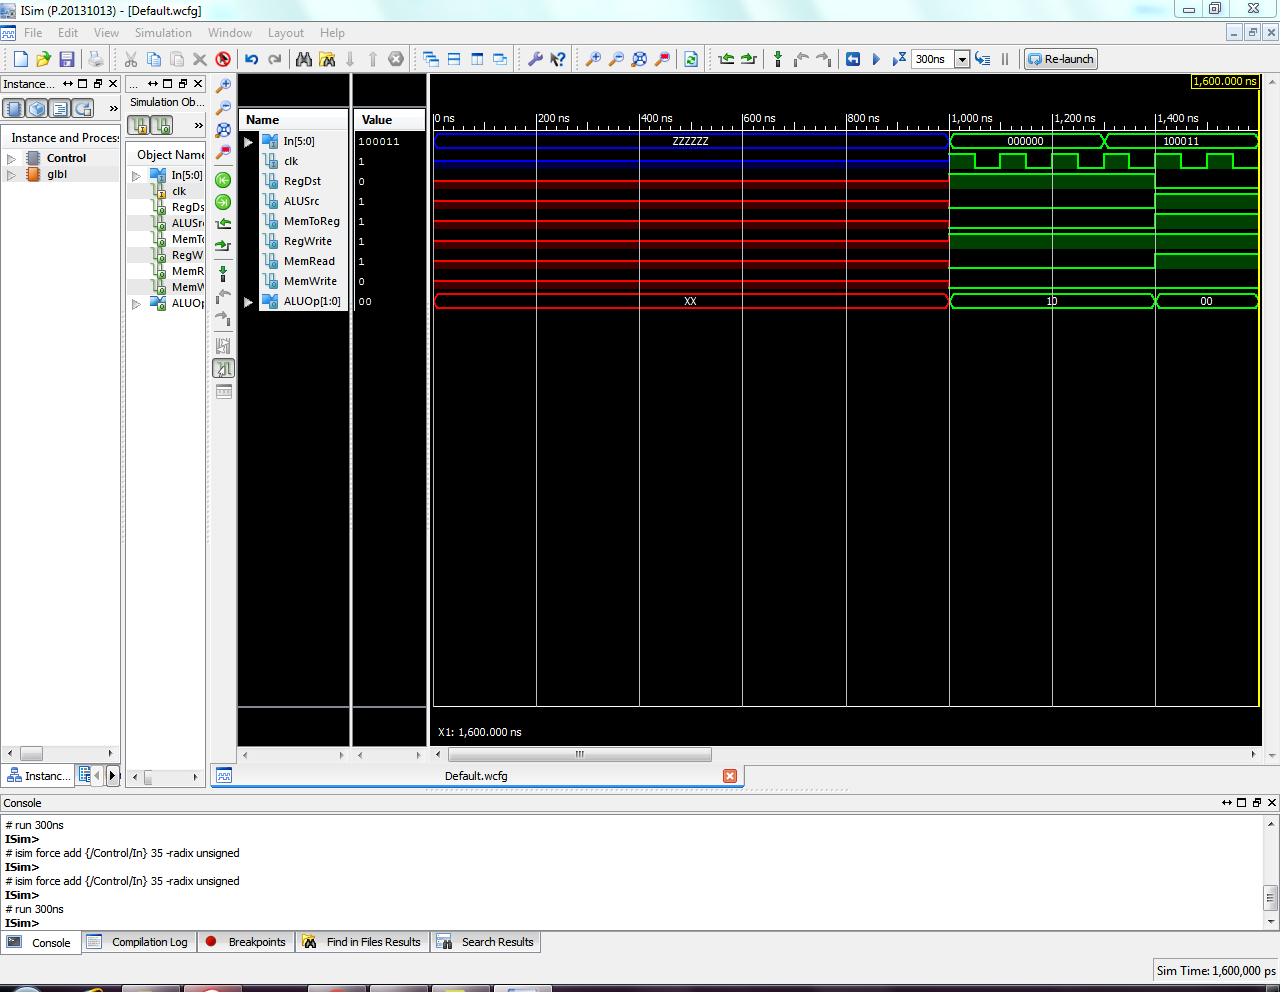 ISim (P.20131013) - [Default.wcfg]
File Edit View Simulation Window Layout Help
300ns
Re-launch
Instance...
...
Simulation Ob...
Instance and Proces
Control
glbl
Object Name
In[5:0]
clk
RegDs
ALUSrc
MemTo
RegW
MemR
MemW
ALUOp
Name Value
In[5:0] 100011
clk 1
RegDst 0
ALUSrc 1
MemToReg 1
RegWrite 1
MemRead 1
MemWrite 0
ALUOp[1:0] 00
1,600.000 ns
0 ns 200 ns 400 ns 600 ns 800 ns 1,000 ns 1,200 ns 1,400 ns
ZZZZZZ 000000 100011
XX 10 00
X1: 1,600.000 ns
Instanc...
Default.wcfg
Console
# run 300ns
ISim>
# isim force add {/Control/In} 35 -radix unsigned
ISim>
# isim force add {/Control/In} 35 -radix unsigned
ISim>
# run 300ns
ISim>
Console Compilation Log Breakpoints Find in Files Results Search Results
Sim Time: 1,600,000 ps